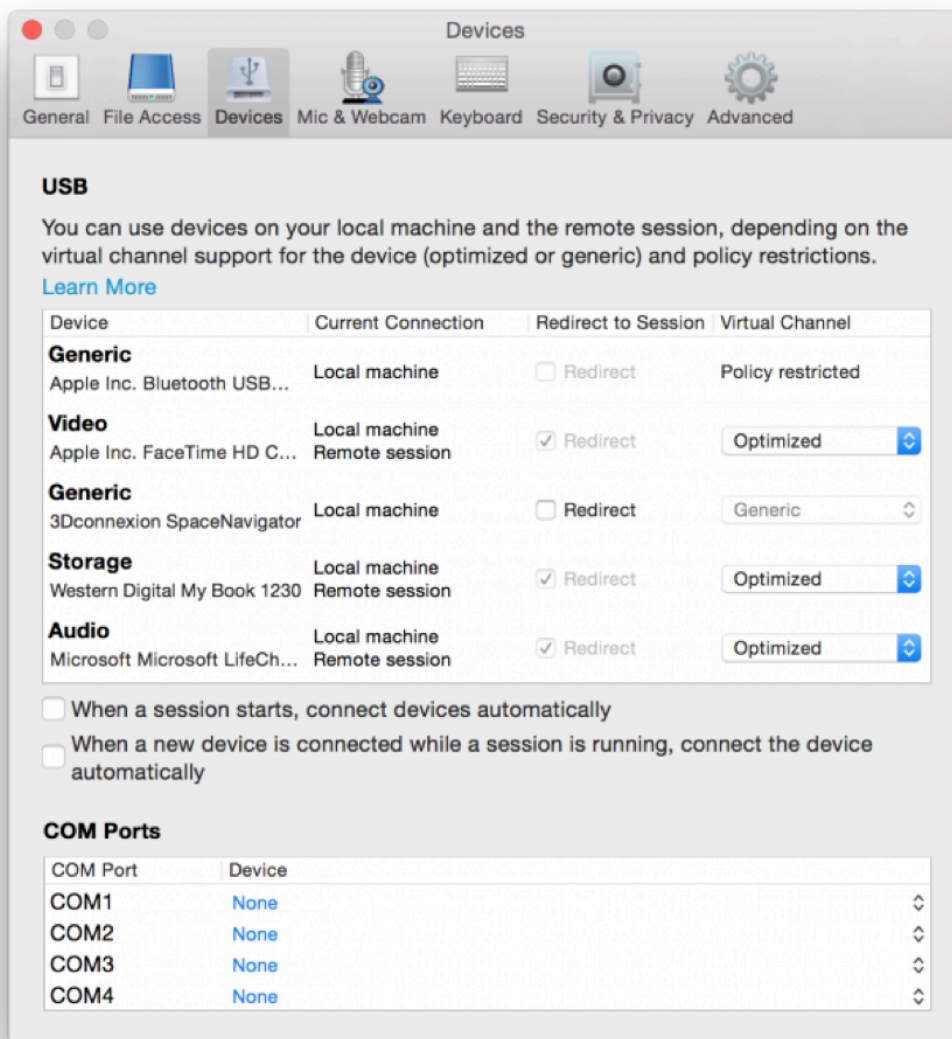 Devices
General File Access Devices Mic & Webcam Keyboard Security & Privacy Advanced
USB
You can use devices on your local machine and the remote session, depending on the
virtual channel support for the device (optimized or generic) and policy restrictions.
Learn More
Device Current Connection Redirect to Session Virtual Channel
Generic
Apple Inc. Bluetooth USB... Local machine Redirect Policy restricted
Video
Apple Inc. FaceTime HD C... Local machine Remote session Redirect Optimized
Generic
3Dconnexion SpaceNavigator Local machine Redirect Generic
Storage
Western Digital My Book 1230 Local machine Remote session Redirect Optimized
Audio
Microsoft Microsoft LifeCh... Local machine Remote session Redirect Optimized
When a session starts, connect devices automatically
When a new device is connected while a session is running, connect the device
automatically
COM Ports
COM Port Device
COM1 None
COM2 None
COM3 None
COM4 None